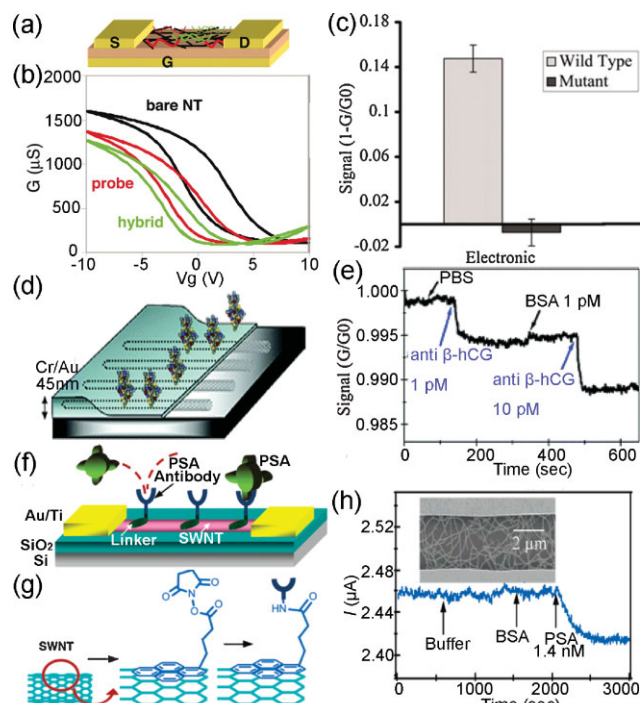 (a)
S
D
G
(b)
2000
1500
1000
500
0
G (μS)
bare NT
probe
hybrid
-10
-5
0
5
10
Vg (V)
(c)
0.14
0.10
0.06
0.02
-0.02
Signal (1-G/G0)
Wild Type
Mutant
Electronic
(d)
Cr/Au
45nm
(e)
1.000
0.995
0.990
0.985
Signal (G/G0)
PBS
BSA 1 pM
anti β-hCG
1 pM
anti β-hCG
10 pM
0
200
400
600
Time (sec)
(f)
PSA
Antibody
PSA
Au/Ti
SiO₂
Si
Linker
SWNT
(g)
SWNT
O
N
O
O
O
HN
O
(h)
2.52
2.48
2.44
2.40
I (μA)
2 μm
Buffer
BSA
PSA
1.4 nM
0
1000
2000
3000
Time (sec)